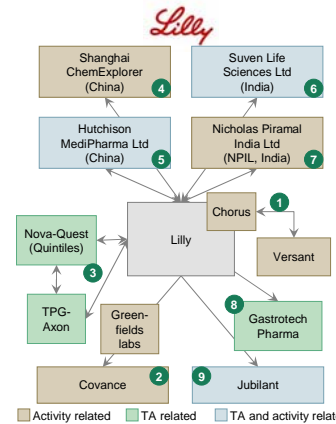 Lilly
Shanghai
ChemExplorer
(China)
4
Suven Life
Sciences Ltd
(India)
6
Hutchison
MediPharma Ltd
(China)
5
Nicholas Piramal
India Ltd
(NPIL, India)
7
Chorus
1
Lilly
Versant
Nova-Quest
(Quintiles)
3
TPG-
Axon
Green-
fields
labs
8
Gastrotech
Pharma
Covance
2
9
Jubilant
Activity related
TA related
TA and activity relat